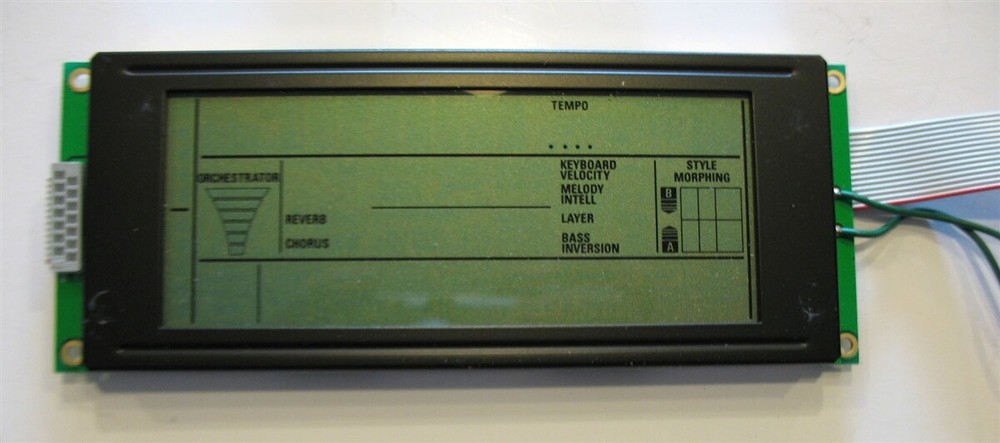 TEMPO
ORCHESTRATOR
REVERB
CHORUS
KEYBOARD
VELOCITY
MELODY
INTELL
LAYER
BASS
INVERSION
STYLE
MORPHING
B
A